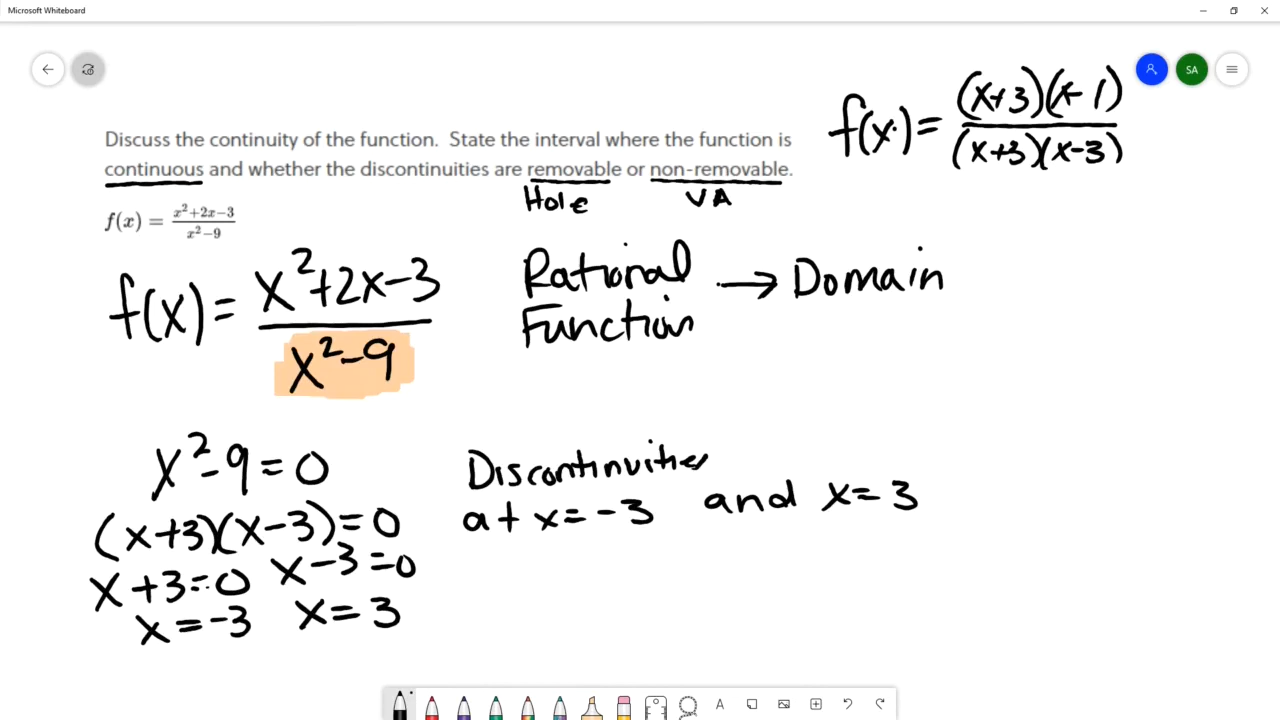 Microsoft Whiteboard
SA
Discuss the continuity of the function. State the interval where the function is
continuous and whether the discontinuities are removable or non-removable.
Hole VA
f(x) = (x²+2x−3)/(x²−9)
f(x) = ((x+3)(x-1))/((x+3)(x-3))
f(x) = (x²+2x-3)/(x²-9)
Rational → Domain
Function
x²-9=0
(x+3)(x-3)=0
x+3=0 x-3=0
x=-3 x=3
Discontinuities
at x=-3 and x=3
A